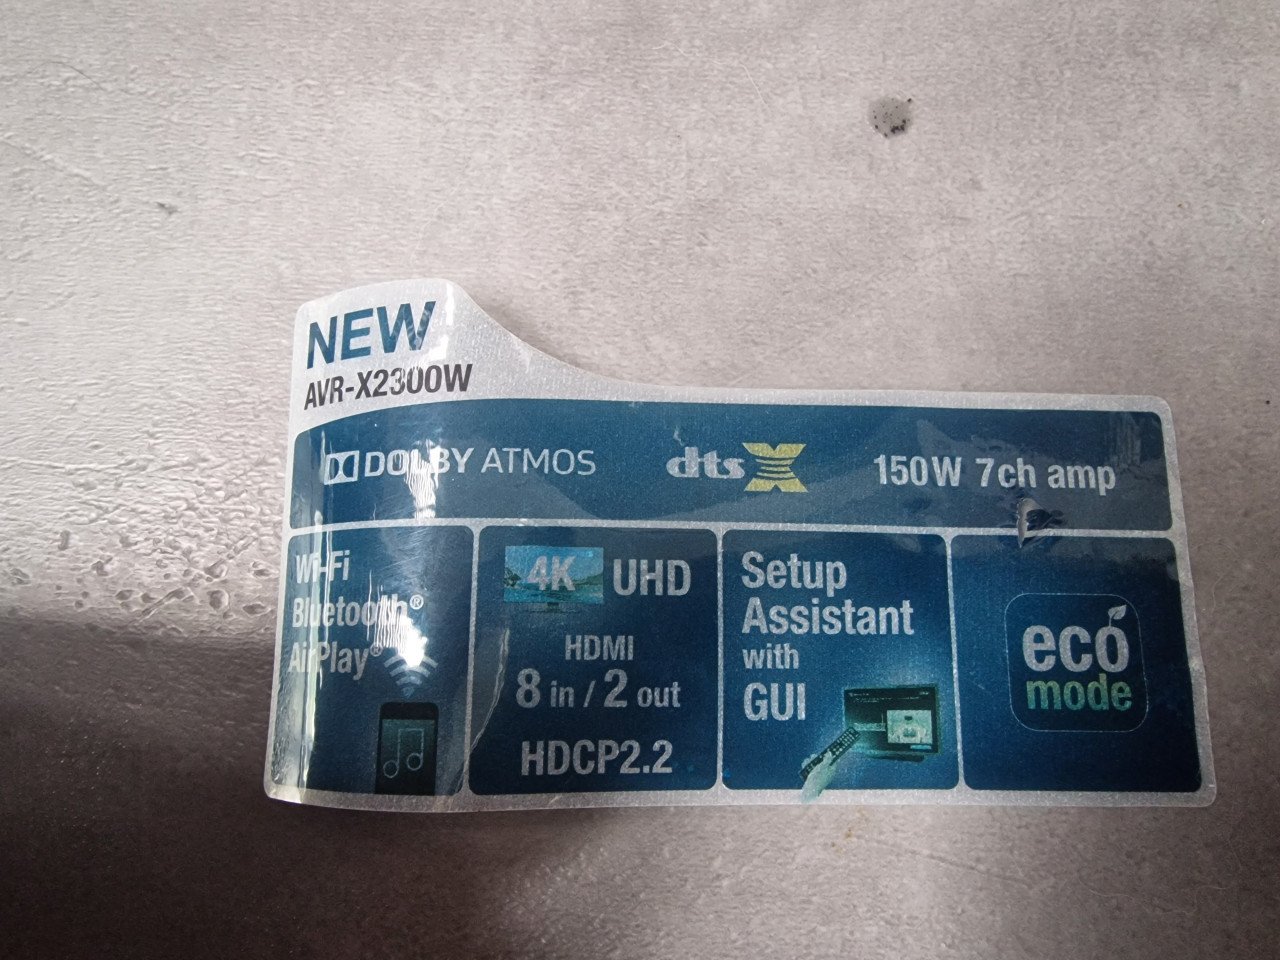 NEW
AVR-X2300W
DOLBY ATMOS
dts X
150W 7ch amp
Wi-Fi
Bluetooth®
AirPlay®
4K UHD
HDMI
8 in / 2 out
HDCP2.2
Setup
Assistant
with
GUI
eco
mode